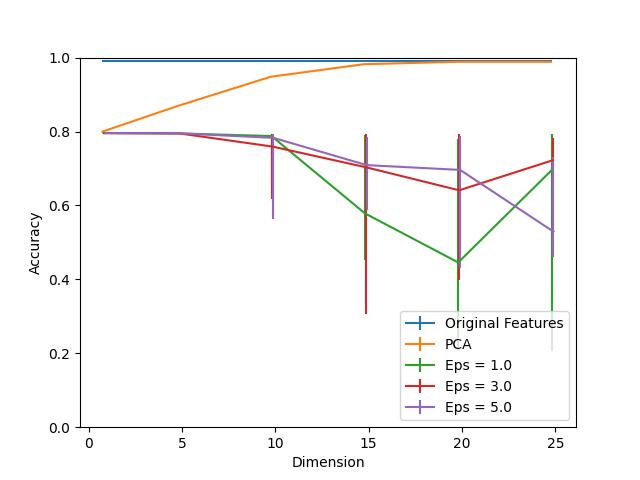 1.0
0.8
0.6
0.4
0.2
0.0
Accuracy
Original Features
PCA
Eps = 1.0
Eps = 3.0
Eps = 5.0
0 5 10 15 20 25
Dimension